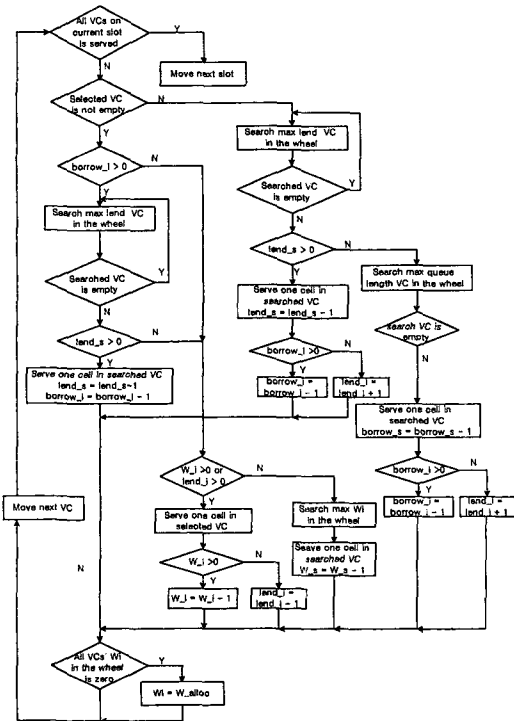 All VCs on
current slot
is served
Y
N
Move next slot
Selected VC
is not empty
N
Y
Search max lend VC
in the wheel
borrow_i > 0
N
Y
Searched VC
is empty
Y
N
Search max lend VC
in the wheel
lend_s > 0
N
Y
Search max queue
length VC in the wheel
Searched VC
is empty
Y
N
Serve one cell in
searched VC
lend_s = lend_s - 1
search VC is
empty
N
lend_s > 0
N
Y
borrow_i >0
N
Y
Serve one cell in searched VC
lend_s = lend_s-1
borrow_i = borrow_i - 1
borrow_i =
borrow_i - 1
lend_i =
lend_i + 1
Serve one cell in
searched VC
borrow_s = borrow_s - 1
W_i >0 or
lend_i > 0
N
Y
borrow_i >0
N
Y
Move next VC
Serve one cell in
selected VC
Search max Wi
in the wheel
borrow_i =
borrow_i - 1
lend_i =
lend_i + 1
W_i >0
N
Y
Seave one cell in
searched VC
W_s = W_s - 1
N
W_i = W_i - 1
lend_i =
lend_i - 1
All VCs' Wi
in the wheel
is zero
Y
Wi = W_alloc